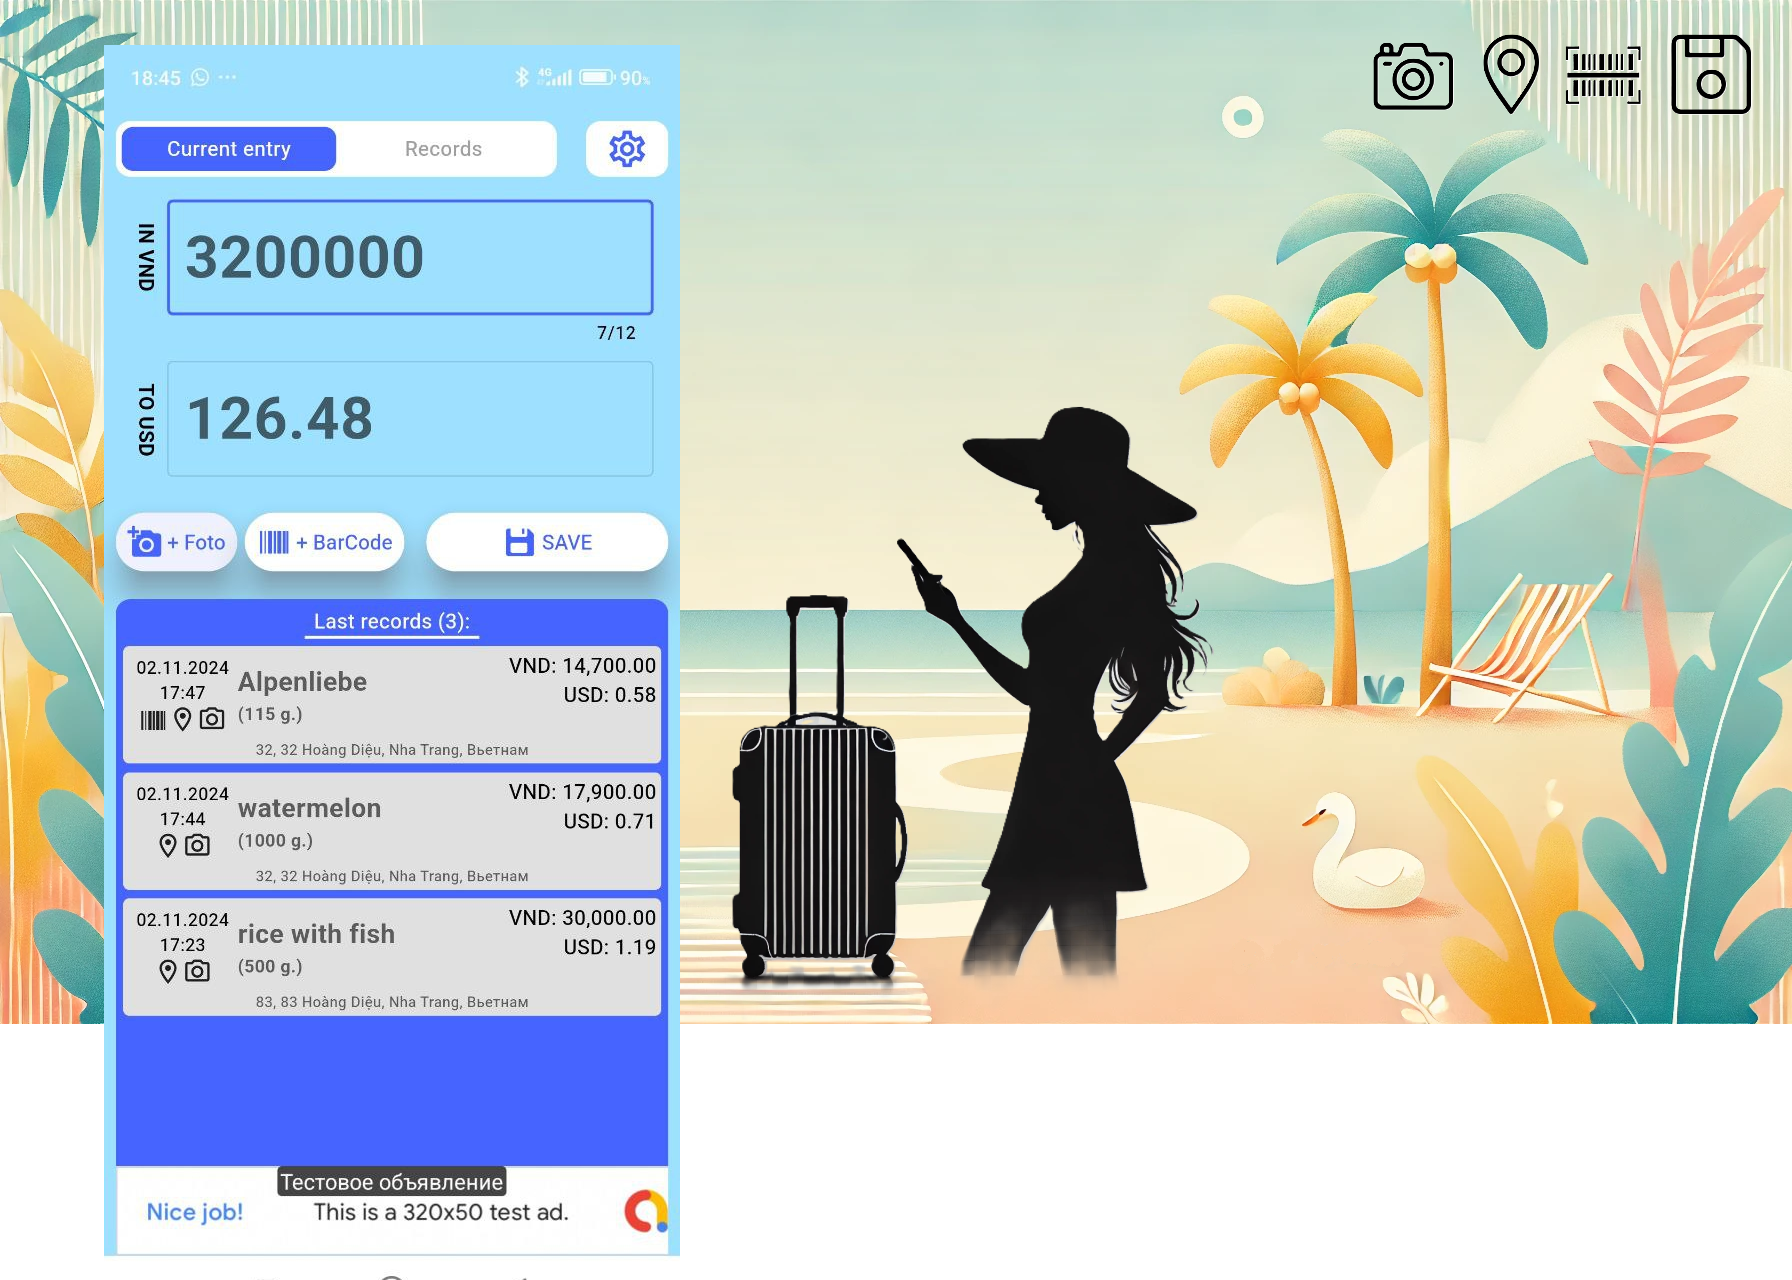 18:45 ... 4G 90%
Current entry Records
IN VND
3200000
7/12
TO USD
126.48
+ Foto + BarCode SAVE
Last records (3):
02.11.2024
17:47
Alpenliebe
(115 g.)
VND: 14,700.00
USD: 0.58
32, 32 Hoàng Diệu, Nha Trang, Вьетнам
02.11.2024
17:44
watermelon
(1000 g.)
VND: 17,900.00
USD: 0.71
32, 32 Hoàng Diệu, Nha Trang, Вьетнам
02.11.2024
17:23
rice with fish
(500 g.)
VND: 30,000.00
USD: 1.19
83, 83 Hoàng Diệu, Nha Trang, Вьетнам
Тестовое объявление
Nice job! This is a 320x50 test ad.